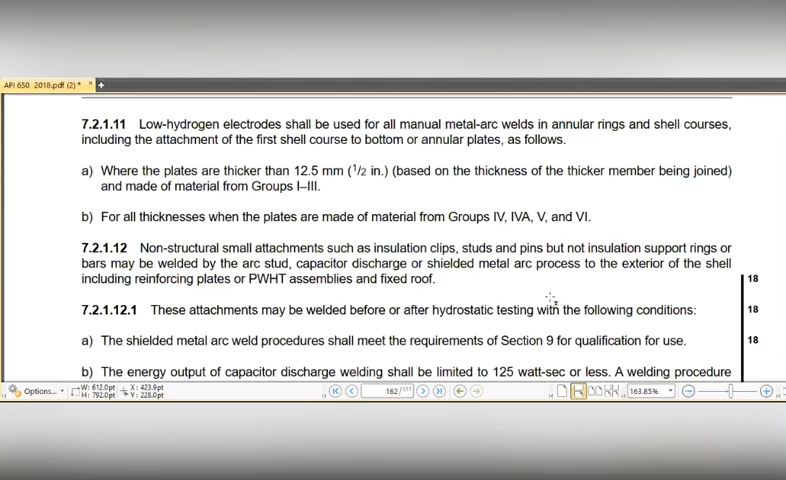 API 650 2018.pdf (2)* × +
7.2.1.11 Low-hydrogen electrodes shall be used for all manual metal-arc welds in annular rings and shell courses,
including the attachment of the first shell course to bottom or annular plates, as follows.
a) Where the plates are thicker than 12.5 mm (1/2 in.) (based on the thickness of the thicker member being joined)
and made of material from Groups I–III.
b) For all thicknesses when the plates are made of material from Groups IV, IVA, V, and VI.
7.2.1.12 Non-structural small attachments such as insulation clips, studs and pins but not insulation support rings or
bars may be welded by the arc stud, capacitor discharge or shielded metal arc process to the exterior of the shell
including reinforcing plates or PWHT assemblies and fixed roof.
18
7.2.1.12.1 These attachments may be welded before or after hydrostatic testing with the following conditions:
18
a) The shielded metal arc weld procedures shall meet the requirements of Section 9 for qualification for use.
18
b) The energy output of capacitor discharge welding shall be limited to 125 watt-sec or less. A welding procedure
Options... W: 612.0pt X: 423.9pt 162/511 163.85%
H: 792.0pt Y: 228.0pt